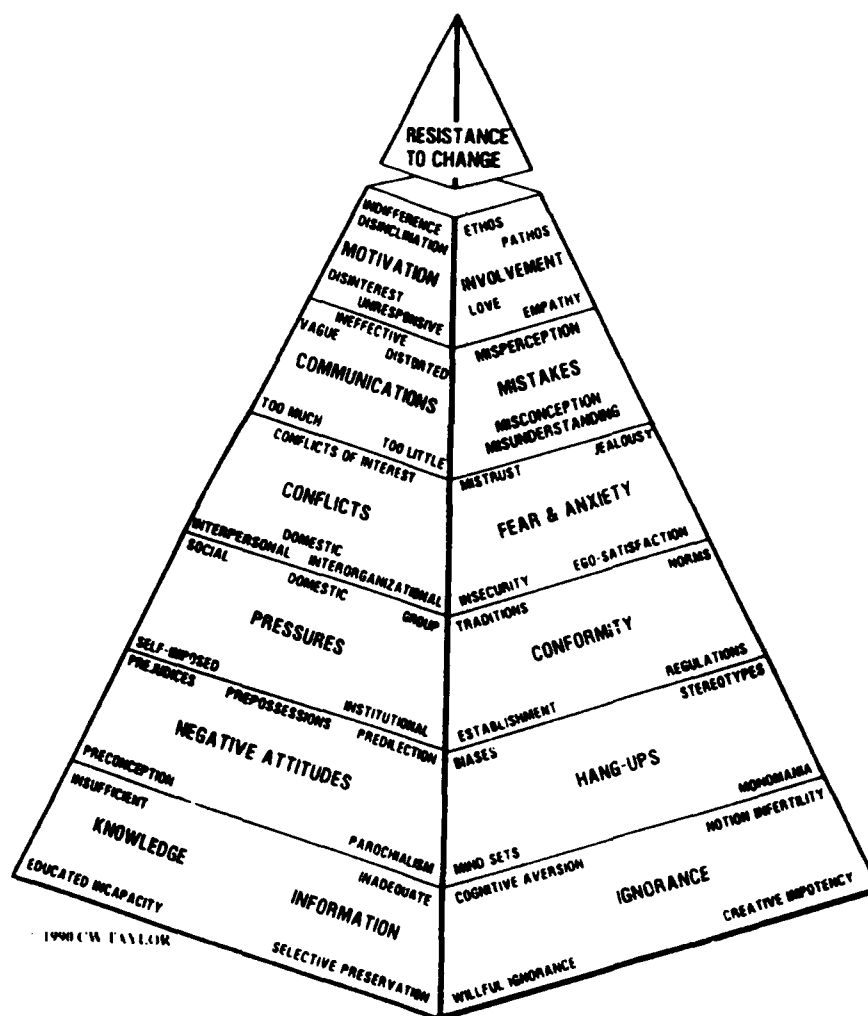 RESISTANCE
TO CHANGE
INDIFFERENCE
DISINCLINATION
MOTIVATION
DISINTEREST
UNRESPONSIVE
ETHOS
PATHOS
INVOLVEMENT
LOVE
EMPATHY
VAGUE
INEFFECTIVE
DISTORTED
COMMUNICATIONS
TOO MUCH
TOO LITTLE
MISPERCEPTION
MISTAKES
MISCONCEPTION
MISUNDERSTANDING
CONFLICTS OF INTEREST
CONFLICTS
DOMESTIC
INTERPERSONAL
INTERORGANIZATIONAL
MISTRUST
JEALOUSY
FEAR & ANXIETY
INSECURITY
EGO-SATISFACTION
SOCIAL
DOMESTIC
GROUP
PRESSURES
SELF-IMPOSED
INSTITUTIONAL
TRADITIONS
NORMS
CONFORMITY
ESTABLISHMENT
REGULATIONS
PREJUDICES
PREPOSSESSIONS
PREDILECTION
NEGATIVE ATTITUDES
PRECONCEPTION
PAROCHIALISM
BIASES
STEREOTYPES
HANG-UPS
MIND SETS
MONOMANIA
INSUFFICIENT
KNOWLEDGE
INADEQUATE
INFORMATION
EDUCATED INCAPACITY
SELECTIVE PRESERVATION
COGNITIVE AVERSION
NOTION INFERTILITY
IGNORANCE
WILLFUL IGNORANCE
CREATIVE IMPOTENCY
1990 CW TAYLOR